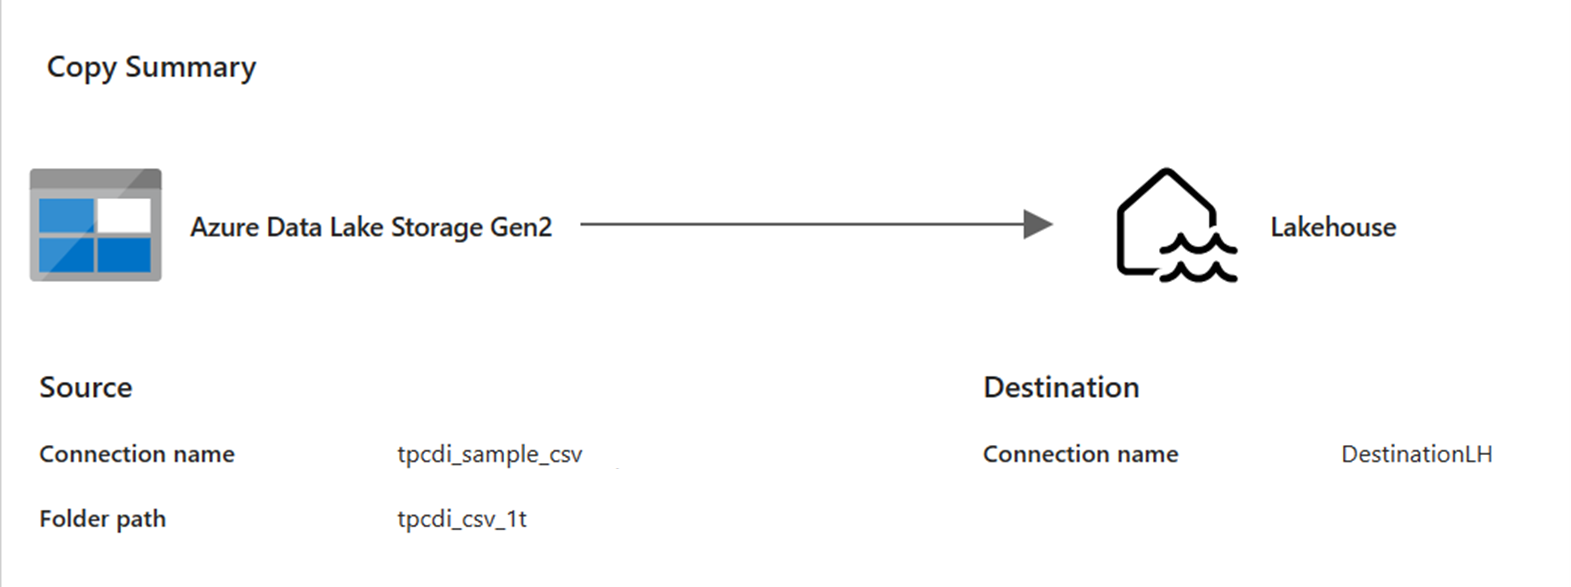 Copy Summary
Azure Data Lake Storage Gen2
Lakehouse
Source
Connection name tpcdi_sample_csv
Folder path tpcdi_csv_1t
Destination
Connection name DestinationLH